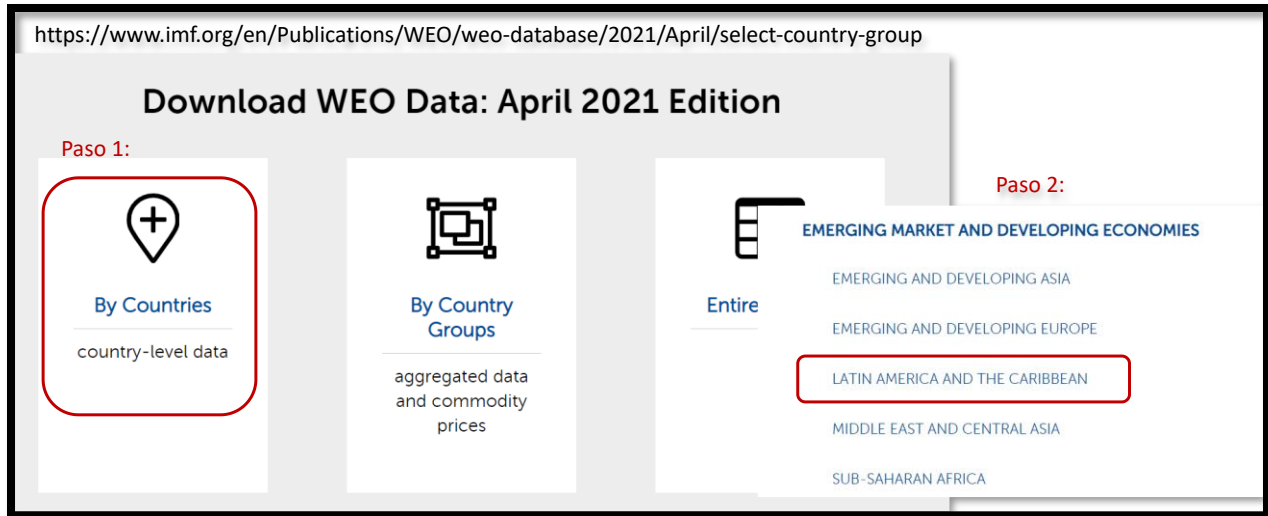 https://www.imf.org/en/Publications/WEO/weo-database/2021/April/select-country-group
Download WEO Data: April 2021 Edition
Paso 1:
By Countries
country-level data
By Country
Groups
aggregated data
and commodity
prices
Entire
Paso 2:
EMERGING MARKET AND DEVELOPING ECONOMIES
EMERGING AND DEVELOPING ASIA
EMERGING AND DEVELOPING EUROPE
LATIN AMERICA AND THE CARIBBEAN
MIDDLE EAST AND CENTRAL ASIA
SUB-SAHARAN AFRICA